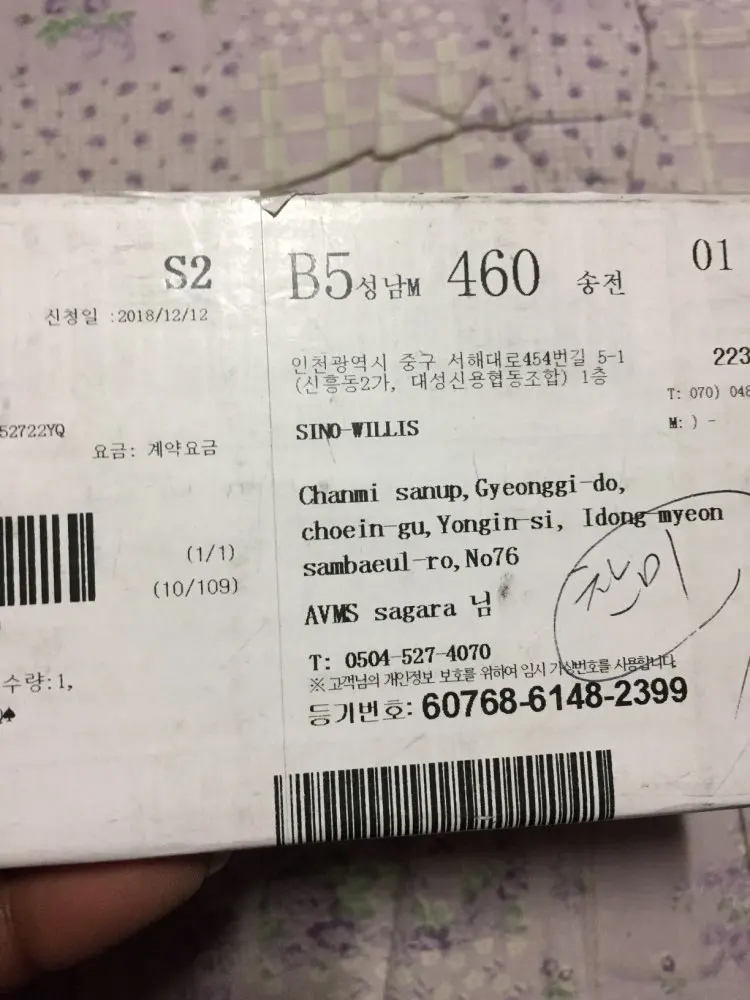 S2
신청일 :2018/12/12
52722YQ
요금: 계약요금
(1/1)
(10/109)
수량:1,
B5 성남M 460 송전 01
인천광역시 중구 서해대로454번길 5-1
(신흥동2가, 대성신용협동조합) 1층
223
T: 070) 048
M: ) -
SINO-WILLIS
Chanmi sanup,Gyeonggi-do,
choein-gu,Yongin-si, Idong-myeon
sambaeul-ro,No76
찬미
AVMS sagara 님
T: 0504-527-4070
※ 고객님의 개인정보 보호를 위하여 임시 가상번호를 사용합니다
등기번호: 60768-6148-2399